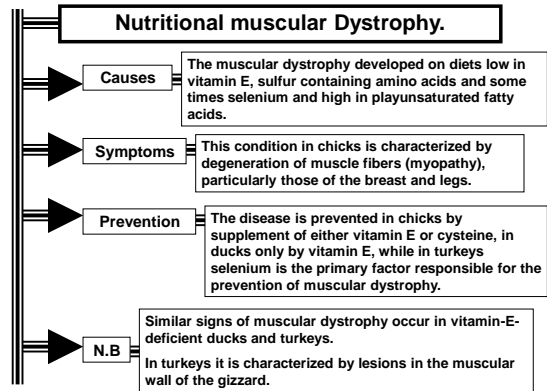 Nutritional muscular Dystrophy.
Causes
The muscular dystrophy developed on diets low in
vitamin E, sulfur containing amino acids and some
times selenium and high in playunsaturated fatty
acids.
Symptoms
This condition in chicks is characterized by
degeneration of muscle fibers (myopathy),
particularly those of the breast and legs.
Prevention
The disease is prevented in chicks by
supplement of either vitamin E or cysteine, in
ducks only by vitamin E, while in turkeys
selenium is the primary factor responsible for the
prevention of muscular dystrophy.
N.B
Similar signs of muscular dystrophy occur in vitamin-E-
deficient ducks and turkeys.
In turkeys it is characterized by lesions in the muscular
wall of the gizzard.